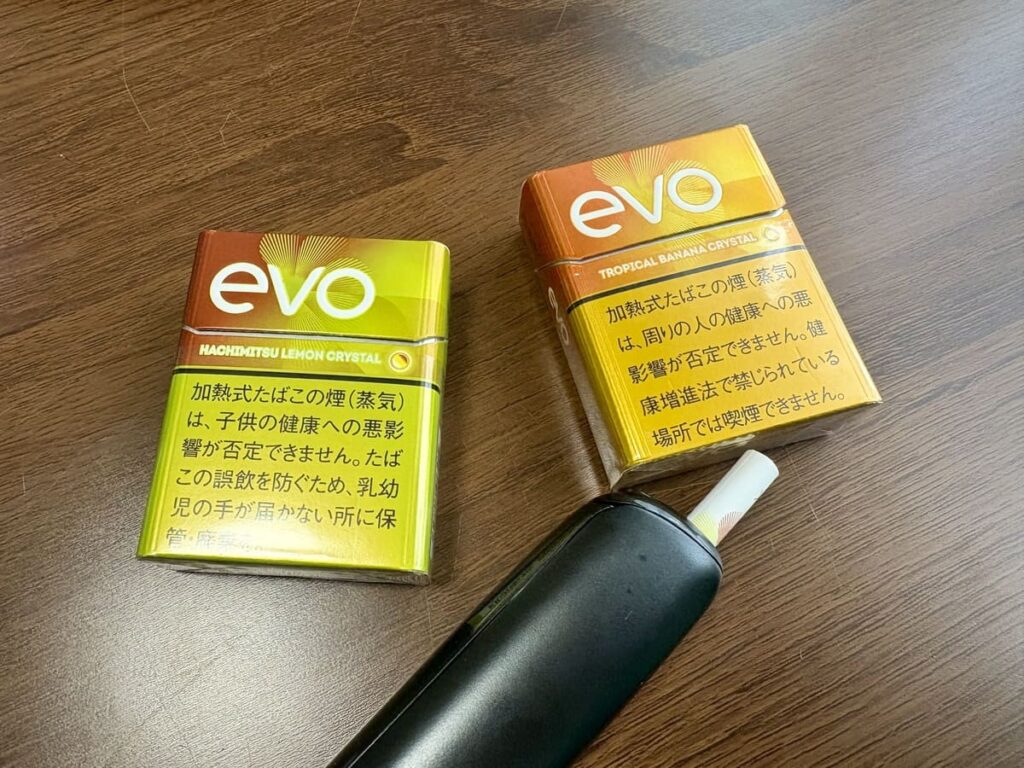 evo
HACHIMITSU LEMON CRYSTAL
加熱式たばこの煙(蒸気)
は、子供の健康への悪影
響が否定できません。たば
この誤飲を防ぐため、乳幼
児の手が届かない所に保
管・廃棄
evo
TROPICAL BANANA CRYSTAL
加熱式たばこの煙(蒸気)
は、周りの人の健康への悪
影響が否定できません。健
康増進法で禁じられている
場所では喫煙できません。